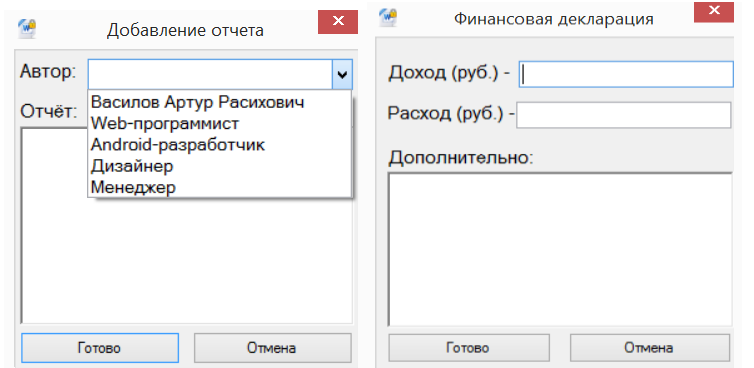 Добавление отчета
Автор:
Василов Артур Расихович
Web-программист
Android-разработчик
Дизайнер
Менеджер
Отчёт:
Готово
Отмена
Финансовая декларация
Доход (руб.) -
Расход (руб.) -
Дополнительно:
Готово
Отмена